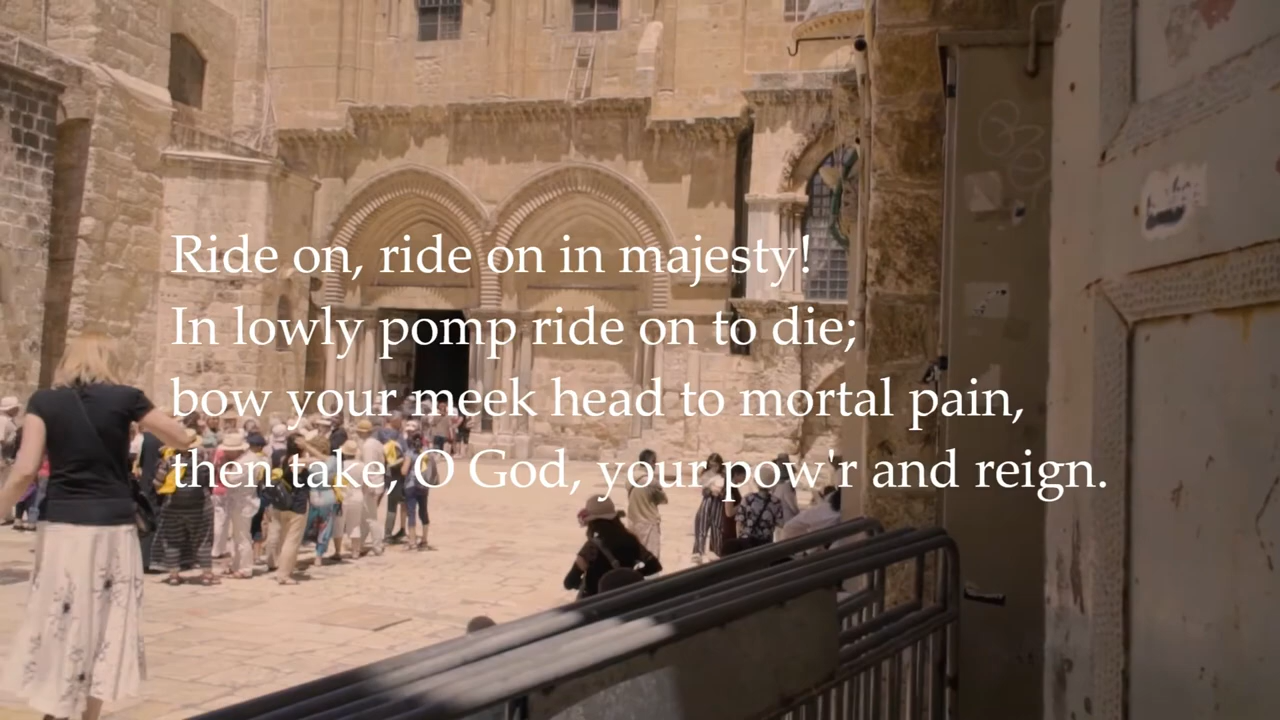 Ride on, ride on in majesty!
In lowly pomp ride on to die;
bow your meek head to mortal pain,
then take, O God, your pow'r and reign.